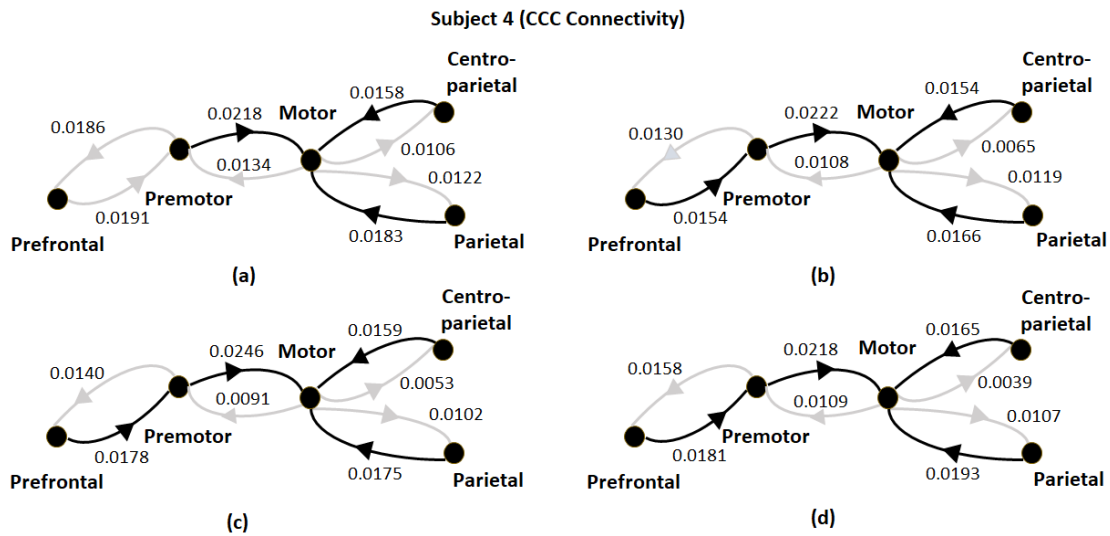 Subject 4 (CCC Connectivity)
Centro-
parietal
0.0158
Motor
0.0218
0.0186
0.0106
0.0134
0.0122
Premotor
0.0191
0.0183
Prefrontal
Parietal
(a)
Centro-
parietal
0.0154
Motor
0.0222
0.0130
0.0065
0.0108
0.0119
Premotor
0.0154
0.0166
Prefrontal
Parietal
(b)
Centro-
parietal
0.0159
Motor
0.0246
0.0140
0.0053
0.0091
0.0102
Premotor
0.0178
0.0175
Prefrontal
Parietal
(c)
Centro-
parietal
0.0165
Motor
0.0218
0.0158
0.0039
0.0109
0.0107
Premotor
0.0181
0.0193
Prefrontal
Parietal
(d)